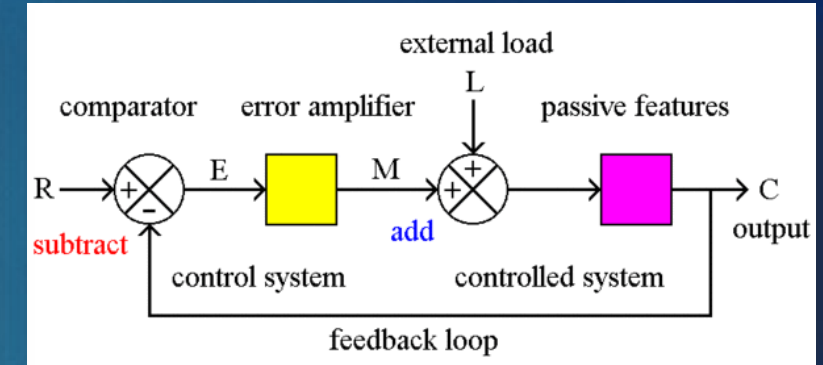 external load
L
comparator error amplifier passive features
R + - E M + + C
subtract add output
control system controlled system
feedback loop